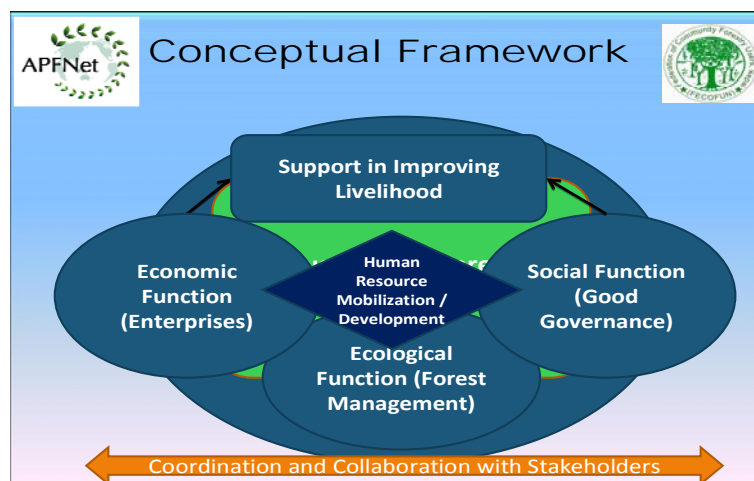 APFNet
Conceptual Framework
(FECOFUN)
Support in Improving
Livelihood
Economic
Function
(Enterprises)
Human
Resource
Mobilization /
Development
Social Function
(Good
Governance)
Ecological
Function (Forest
Management)
Coordination and Collaboration with Stakeholders